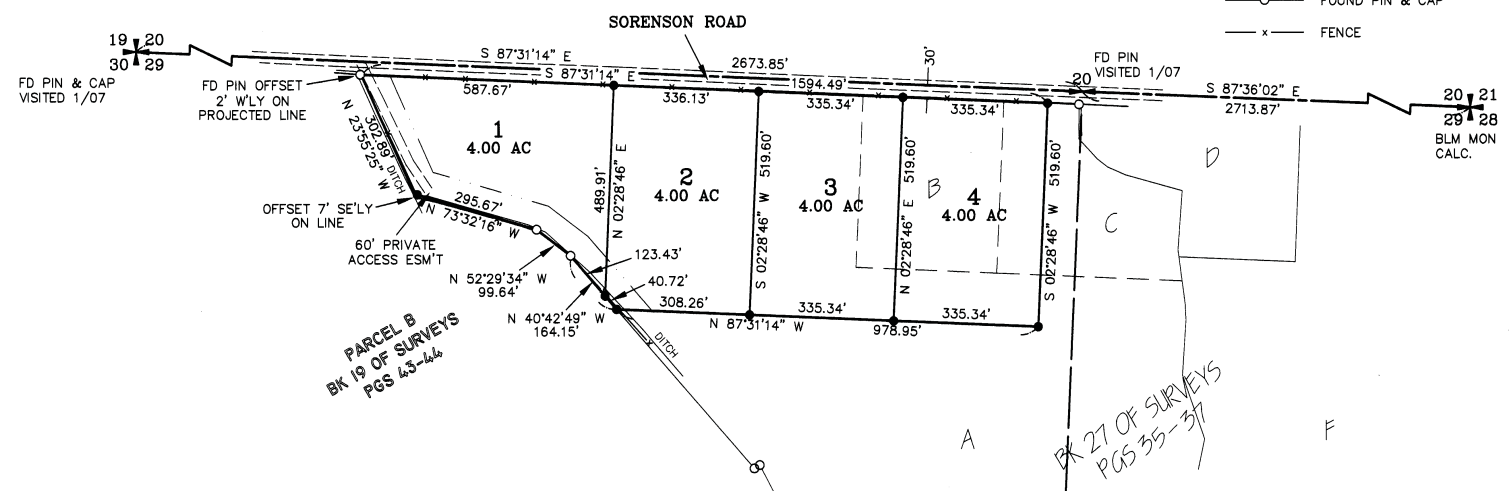 FOUND PIN & CAP
FENCE
SORENSON ROAD
19 20
30 29
FD PIN & CAP
VISITED 1/07
FD PIN OFFSET
2' W'LY ON
PROJECTED LINE
S 87°31'14" E
2673.85'
S 87°31'14" E
1594.49'
30'
FD PIN
VISITED 1/07
20
29
S 87°36'02" E
2713.87'
20 21
29 28
BLM MON
CALC.
587.67'
336.13'
335.34'
335.34'
N 23°55'25" W
302.89'
DITCH
1
4.00 AC
489.91'
N 02°28'46" E
2
4.00 AC
S 02°28'46" W 519.60'
3
4.00 AC
N 02°28'46" E 519.60'
B
4
4.00 AC
S 02°28'46" W 519.60'
C
D
OFFSET 7' SE'LY
ON LINE
295.67'
N 73°32'16" W
60' PRIVATE
ACCESS ESM'T
N 52°29'34" W
99.64'
123.43'
40.72'
N 40°42'49" W
164.15'
308.26'
335.34'
335.34'
N 87°31'14" W
978.95'
DITCH
PARCEL B
BK 19 OF SURVEYS
PGS 43-44
A
BK 27 OF SURVEYS
PGS 35-37
F